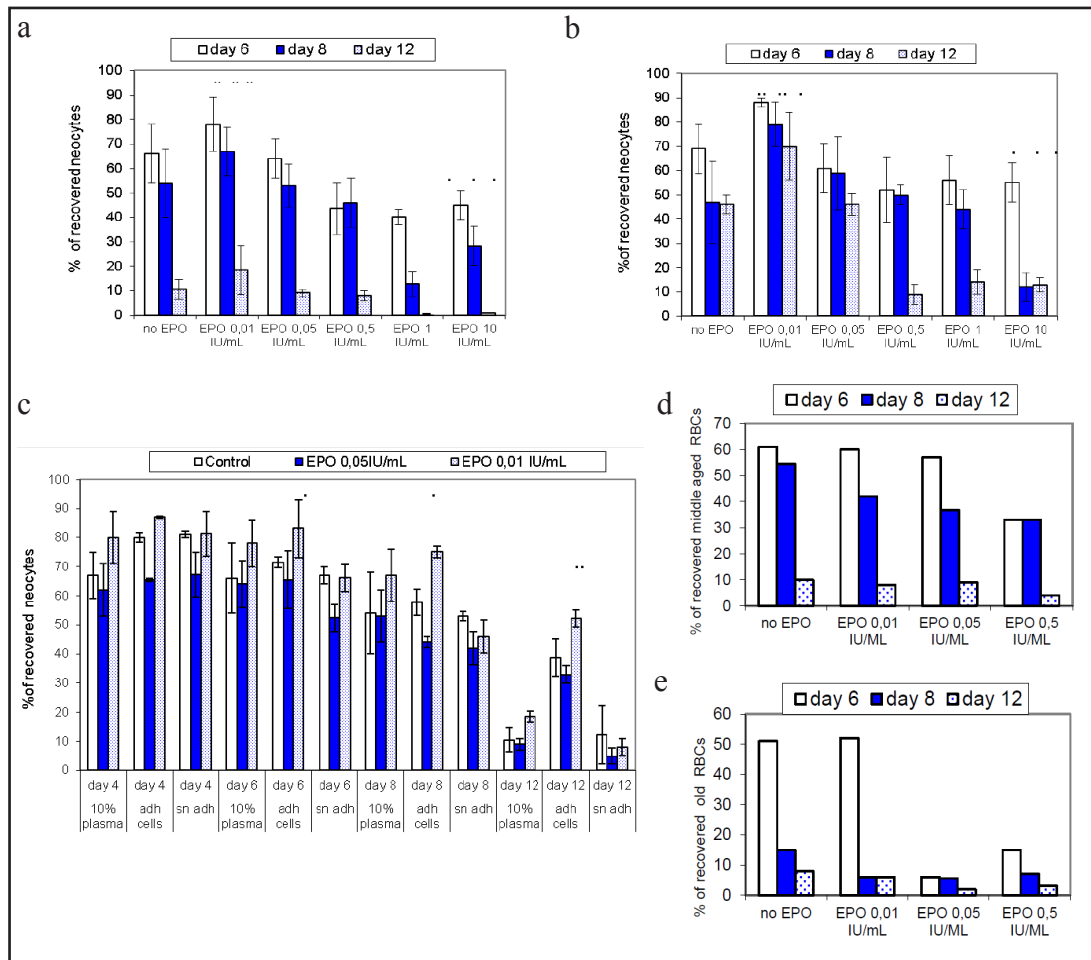 a
day 6 day 8 day 12
% of recovered neocytes
100
90
80
70
60
50
40
30
20
10
0
no EPO EPO 0,01 EPO 0,05 EPO 0,5 EPO 1 EPO 10
IU/mL IU/mL IU/mL IU/mL IU/mL
b
day 6 day 8 day 12
%of recovered neocytes
100
90
80
70
60
50
40
30
20
10
0
no EPO EPO 0,01 EPO 0,05 EPO 0,5 EPO 1 EPO 10
IU/mL IU/mL IU/mL IU/mL IU/mL
c
Control EPO 0,05IU/mL EPO 0,01 IU/mL
%of recovered neocytes
100
90
80
70
60
50
40
30
20
10
0
day 4 day 4 day 4 day 6 day 6 day 6 day 8 day 8 day 8 day 12 day 12 day 12
10% adh sn adh 10% adh sn adh 10% adh sn adh 10% adh sn adh
plasma cells plasma cells plasma cells plasma cells
d
day 6 day 8 day 12
% of recovered middle aged RBCs
70
60
50
40
30
20
10
0
no EPO EPO 0,01 EPO 0,05 EPO 0,5
IU/ML IU/ML IU/ML
e
day 6 day 8 day 12
% of recovered old RBCs
60
50
40
30
20
10
0
no EPO EPO 0,01 EPO 0,05 EPO 0,5
IU/mL IU/ML IU/ML